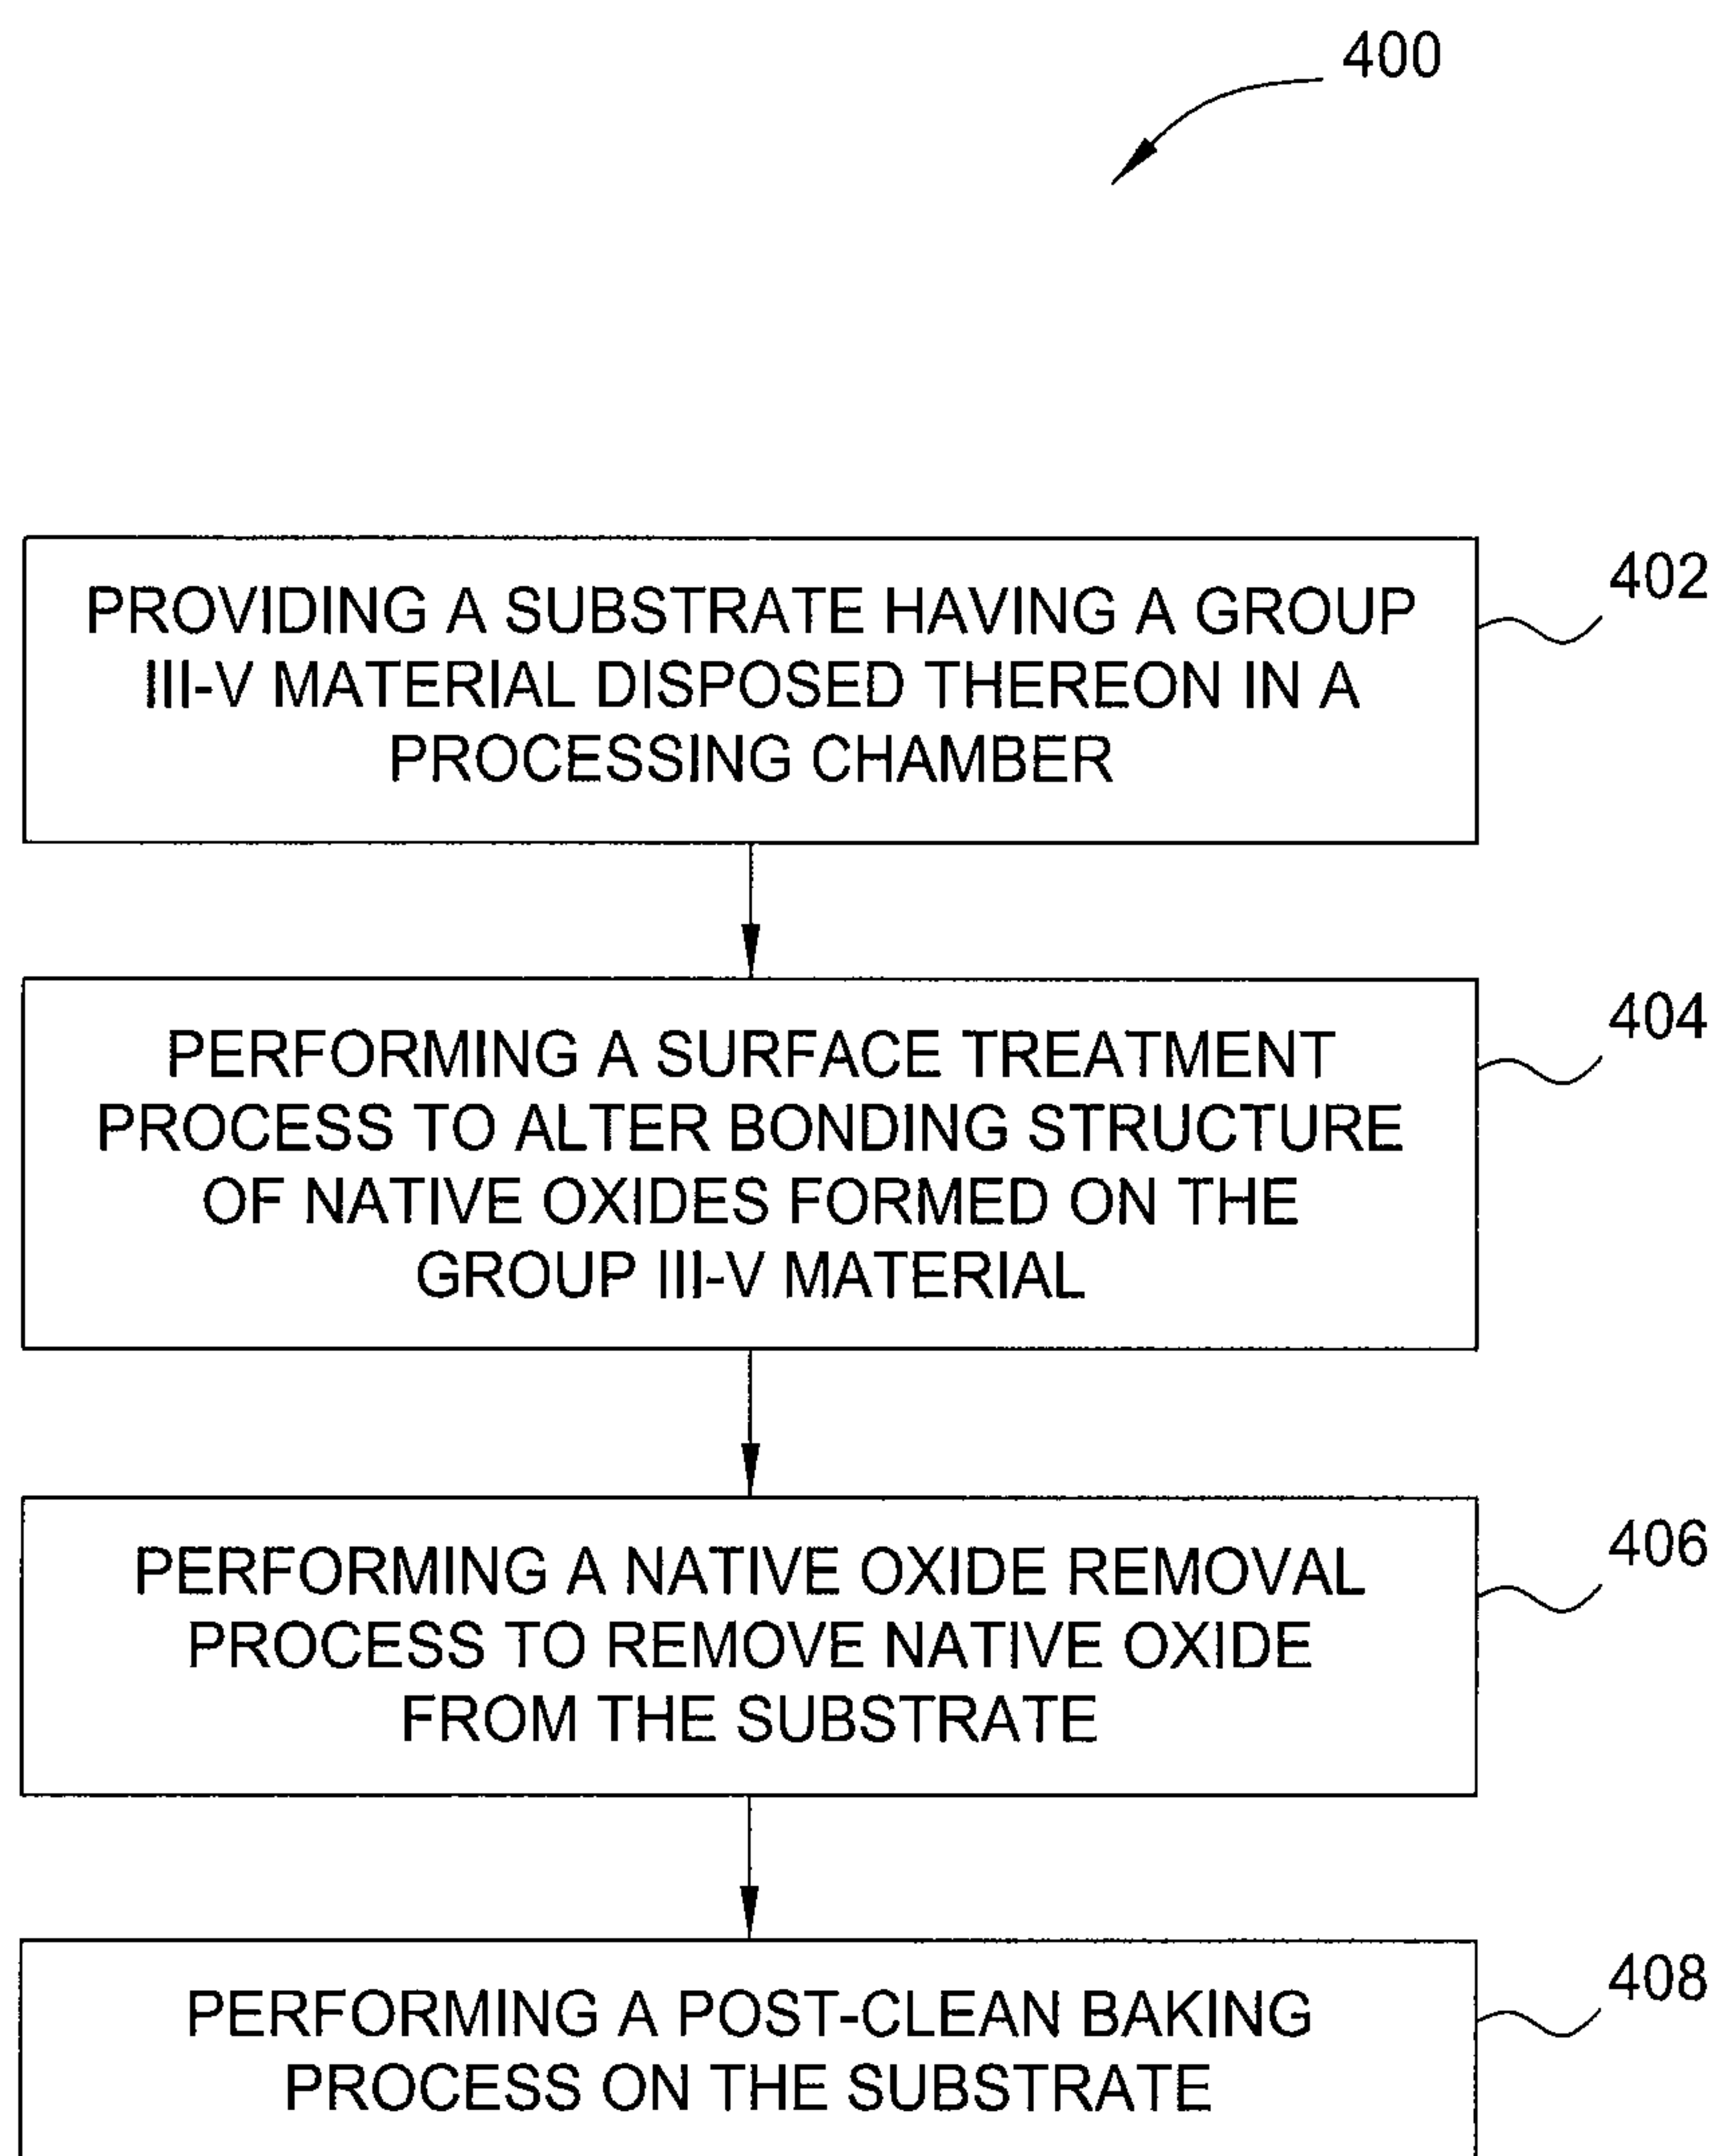 400
PROVIDING A SUBSTRATE HAVING A GROUP
III-V MATERIAL DISPOSED THEREON IN A
PROCESSING CHAMBER
402
PERFORMING A SURFACE TREATMENT
PROCESS TO ALTER BONDING STRUCTURE
OF NATIVE OXIDES FORMED ON THE
GROUP III-V MATERIAL
404
PERFORMING A NATIVE OXIDE REMOVAL
PROCESS TO REMOVE NATIVE OXIDE
FROM THE SUBSTRATE
406
PERFORMING A POST-CLEAN BAKING
PROCESS ON THE SUBSTRATE
408